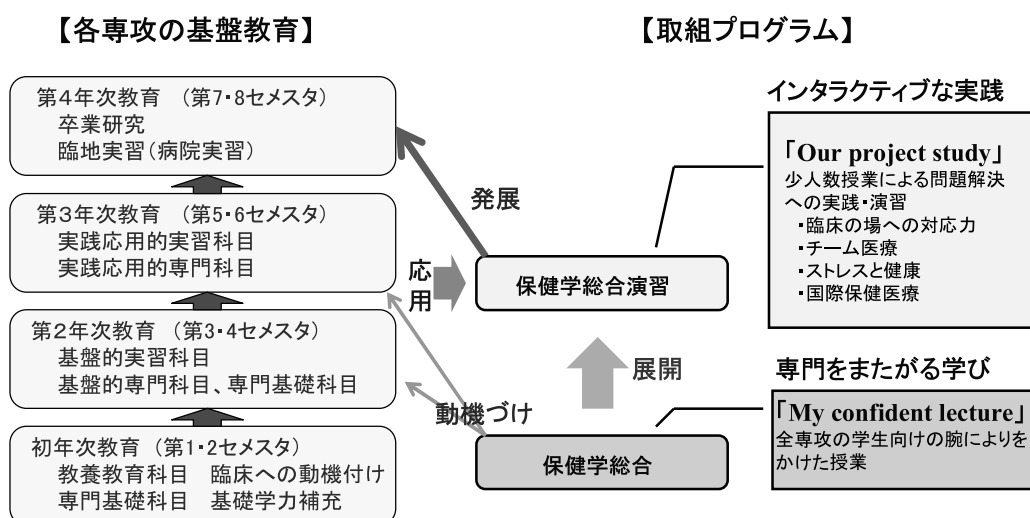 【各専攻の基盤教育】
第4年次教育 (第7・8セメスタ)
卒業研究
臨地実習(病院実習)
第3年次教育 (第5・6セメスタ)
実践応用的実習科目
実践応用的専門科目
第2年次教育 (第3・4セメスタ)
基盤的実習科目
基盤的専門科目、専門基礎科目
初年次教育 (第1・2セメスタ)
教養教育科目 臨床への動機付け
専門基礎科目 基礎学力補充
【取組プログラム】
発展
応用
保健学総合演習
展開
動機づけ
保健学総合
インタラクティブな実践
「Our project study」
少人数授業による問題解決
への実践・演習
・臨床の場への対応力
・チーム医療
・ストレスと健康
・国際保健医療
専門をまたがる学び
「My confident lecture」
全専攻の学生向けの腕によりを
かけた授業